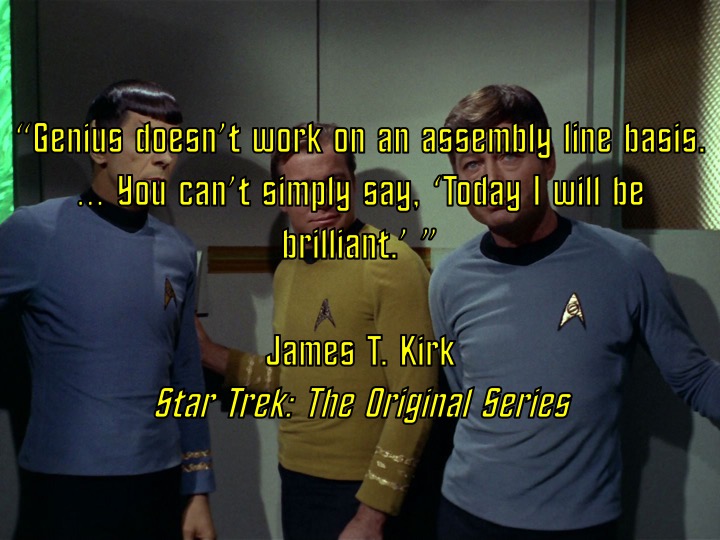 “Genius doesn’t work on an assembly line basis.
... You can’t simply say, ‘Today I will be
brilliant.’ ”
James T. Kirk
Star Trek: The Original Series